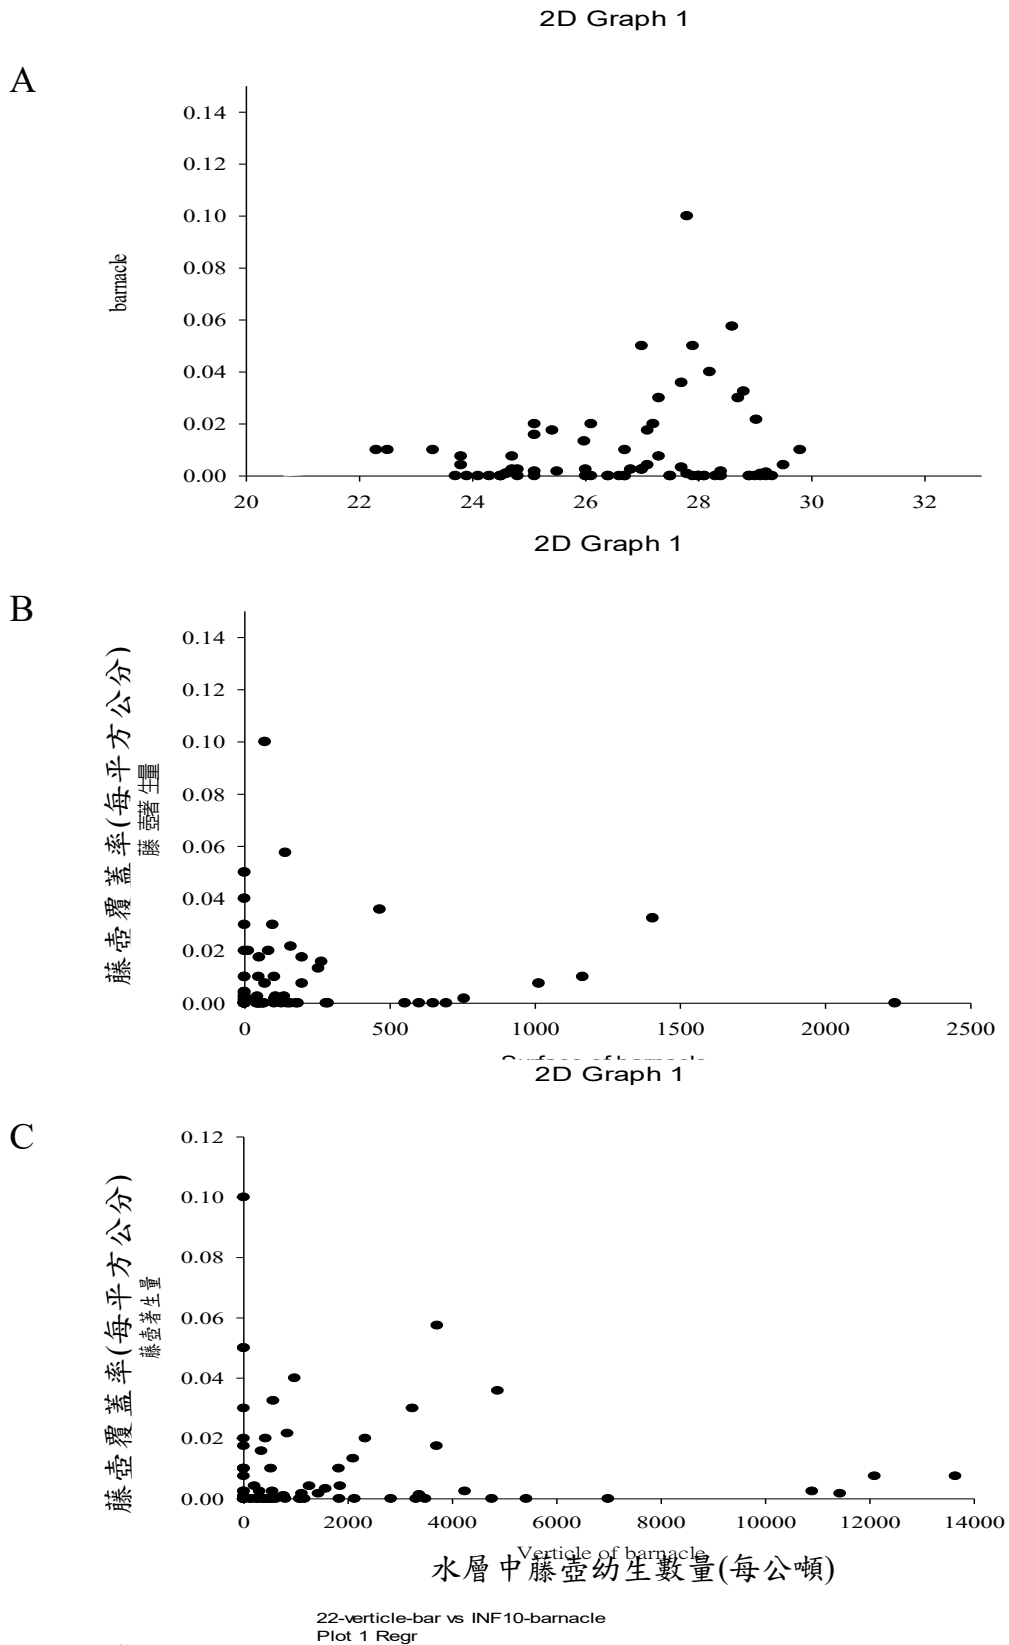 2D Graph 1
A
0.14
0.12
0.10
0.08
0.06
0.04
0.02
0.00
barnacle
20 22 24 26 28 30 32
2D Graph 1
B
0.14
0.12
0.10
0.08
0.06
0.04
0.02
0.00
藤壺覆蓋率(每平方公分)
藤壺著生量
0 500 1000 1500 2000 2500
Surface of barnacle
2D Graph 1
C
0.12
0.10
0.08
0.06
0.04
0.02
0.00
藤壺覆蓋率(每平方公分)
藤壺著生量
0 2000 4000 6000 8000 10000 12000 14000
Verticle of barnacle
水層中藤壺幼生數量(每公噸)
22-verticle-bar vs INF10-barnacle
Plot 1 Regr